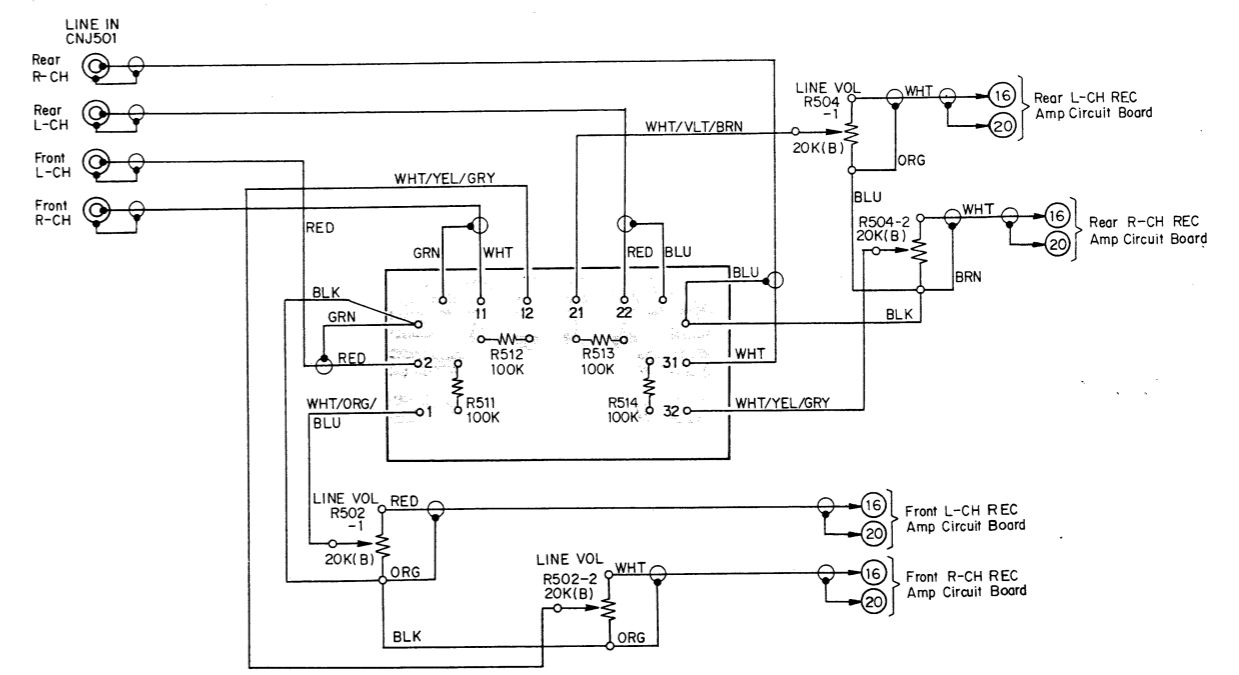 LINE IN
CNJ501
Rear
R-CH
Rear
L-CH
Front
L-CH
Front
R-CH
LINE VOL
R504
-1
WHT
16
20
Rear L-CH REC
Amp Circuit Board
WHT/VLT/BRN
20K(B)
ORG
BLU
WHT/YEL/GRY
RED
R504-2
20K(B)
WHT
16
20
Rear R-CH REC
Amp Circuit Board
BRN
GRN
WHT
RED
BLU
BLU
BLK
BLK
GRN
RED
11
12
21
22
R512
100K
R513
100K
2
31
WHT
WHT/ORG/
BLU
1
R511
100K
R514
100K
32
WHT/YEL/GRY
LINE VOL
R502
-1
RED
20K(B)
ORG
16
20
Front L-CH REC
Amp Circuit Board
LINE VOL
R502-2
20K(B)
WHT
16
20
Front R-CH REC
Amp Circuit Board
BLK
ORG